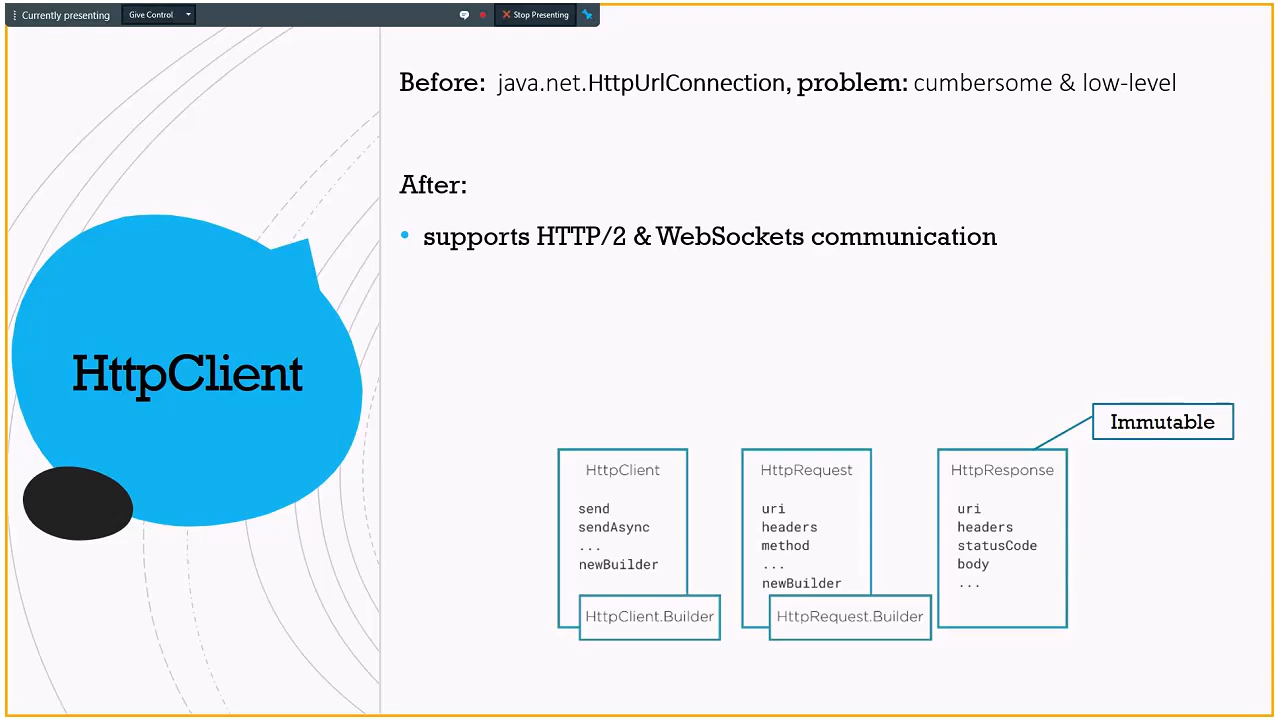 Currently presenting
Give Control
Stop Presenting
Before: java.net.HttpUrlConnection, problem: cumbersome & low-level
After:
• supports HTTP/2 & WebSockets communication
HttpClient
Immutable
HttpClient
send
sendAsync
...
newBuilder
HttpClient.Builder
HttpRequest
uri
headers
method
...
newBuilder
HttpRequest.Builder
HttpResponse
uri
headers
statusCode
body
...